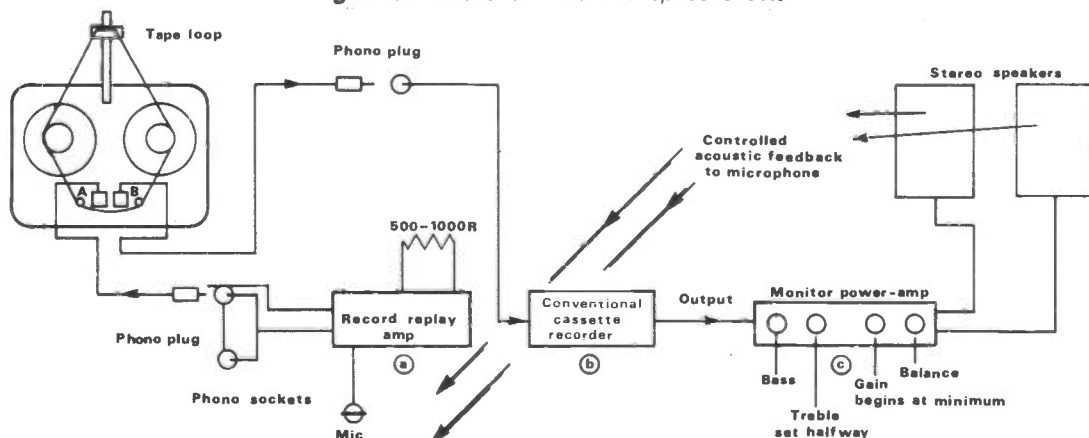 Tape loop
Phono plug
Stereo speakers
Controlled
acoustic feedback
to microphone
A
B
500-1000R
Phono plug
Record replay
amp
a
Conventional
cassette
recorder
b
Output
Monitor power-amp
c
Phono sockets
Mic
Bass
Treble
set halfway
Gain
begins at minimum
Balance